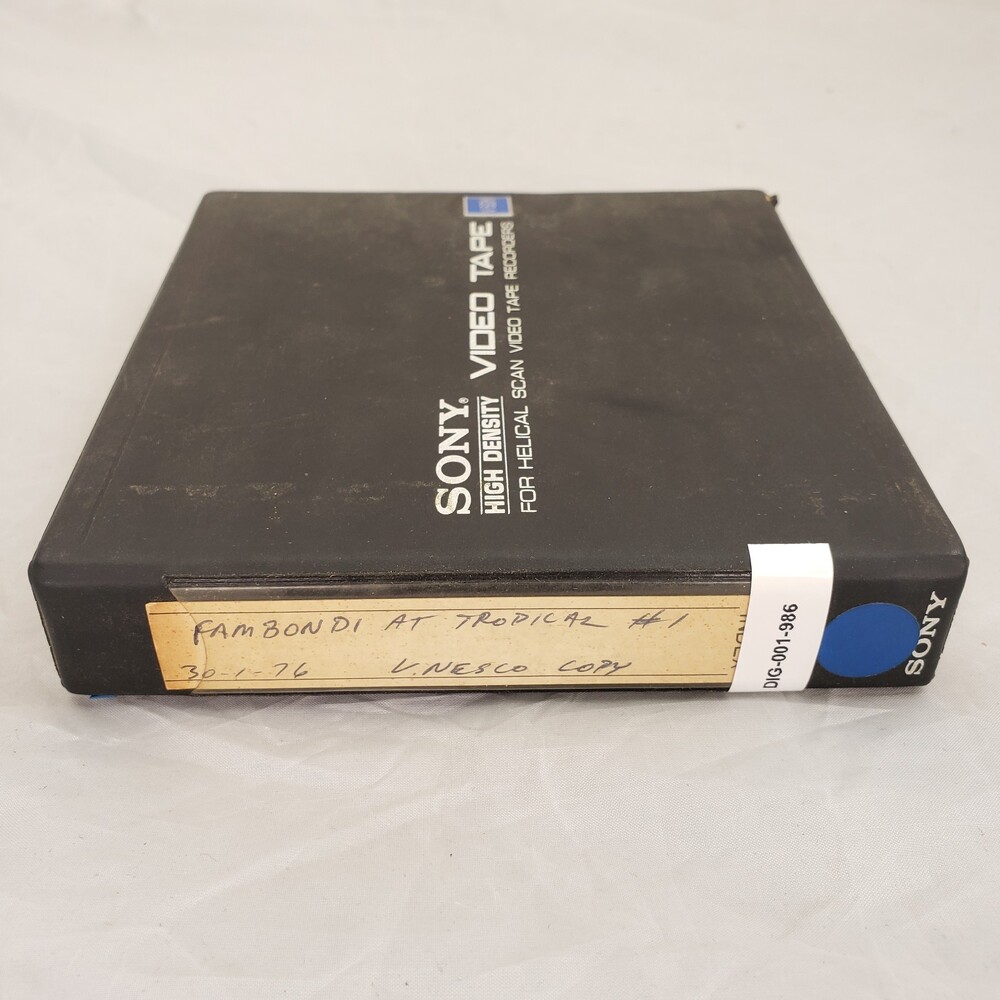 SONY®
HIGH DENSITY VIDEO TAPE
FOR HELICAL SCAN VIDEO TAPE RECORDERS
FAMBONDI AT TROPICAL #1
30-1-76 U.NESCO COPY
DIG-001-986
SONY